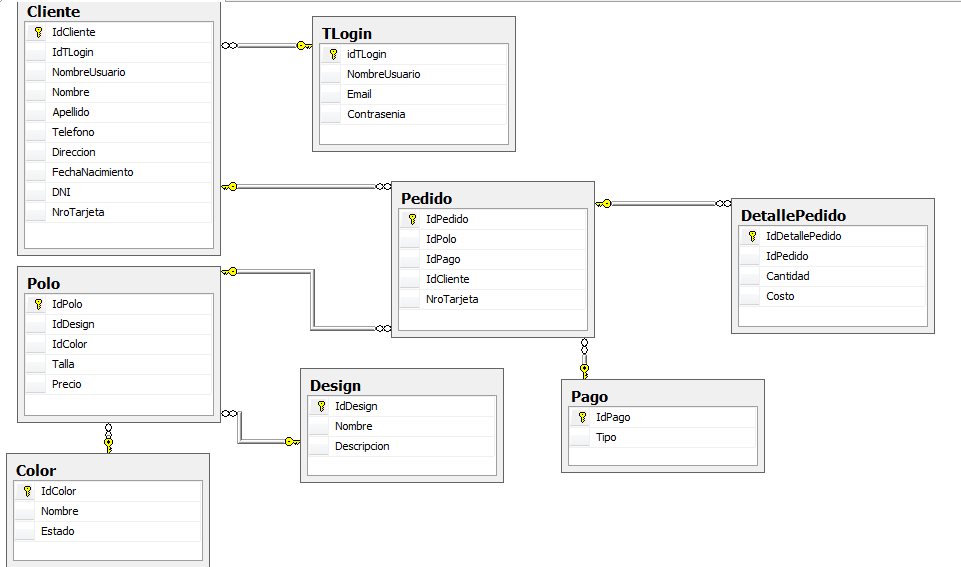 Cliente
IdCliente
IdTLogin
NombreUsuario
Nombre
Apellido
Telefono
Direccion
FechaNacimiento
DNI
NroTarjeta
TLogin
idTLogin
NombreUsuario
Email
Contrasenia
Pedido
IdPedido
IdPolo
IdPago
IdCliente
NroTarjeta
DetallePedido
IdDetallePedido
IdPedido
Cantidad
Costo
Polo
IdPolo
IdDesign
IdColor
Talla
Precio
Design
IdDesign
Nombre
Descripcion
Pago
IdPago
Tipo
Color
IdColor
Nombre
Estado